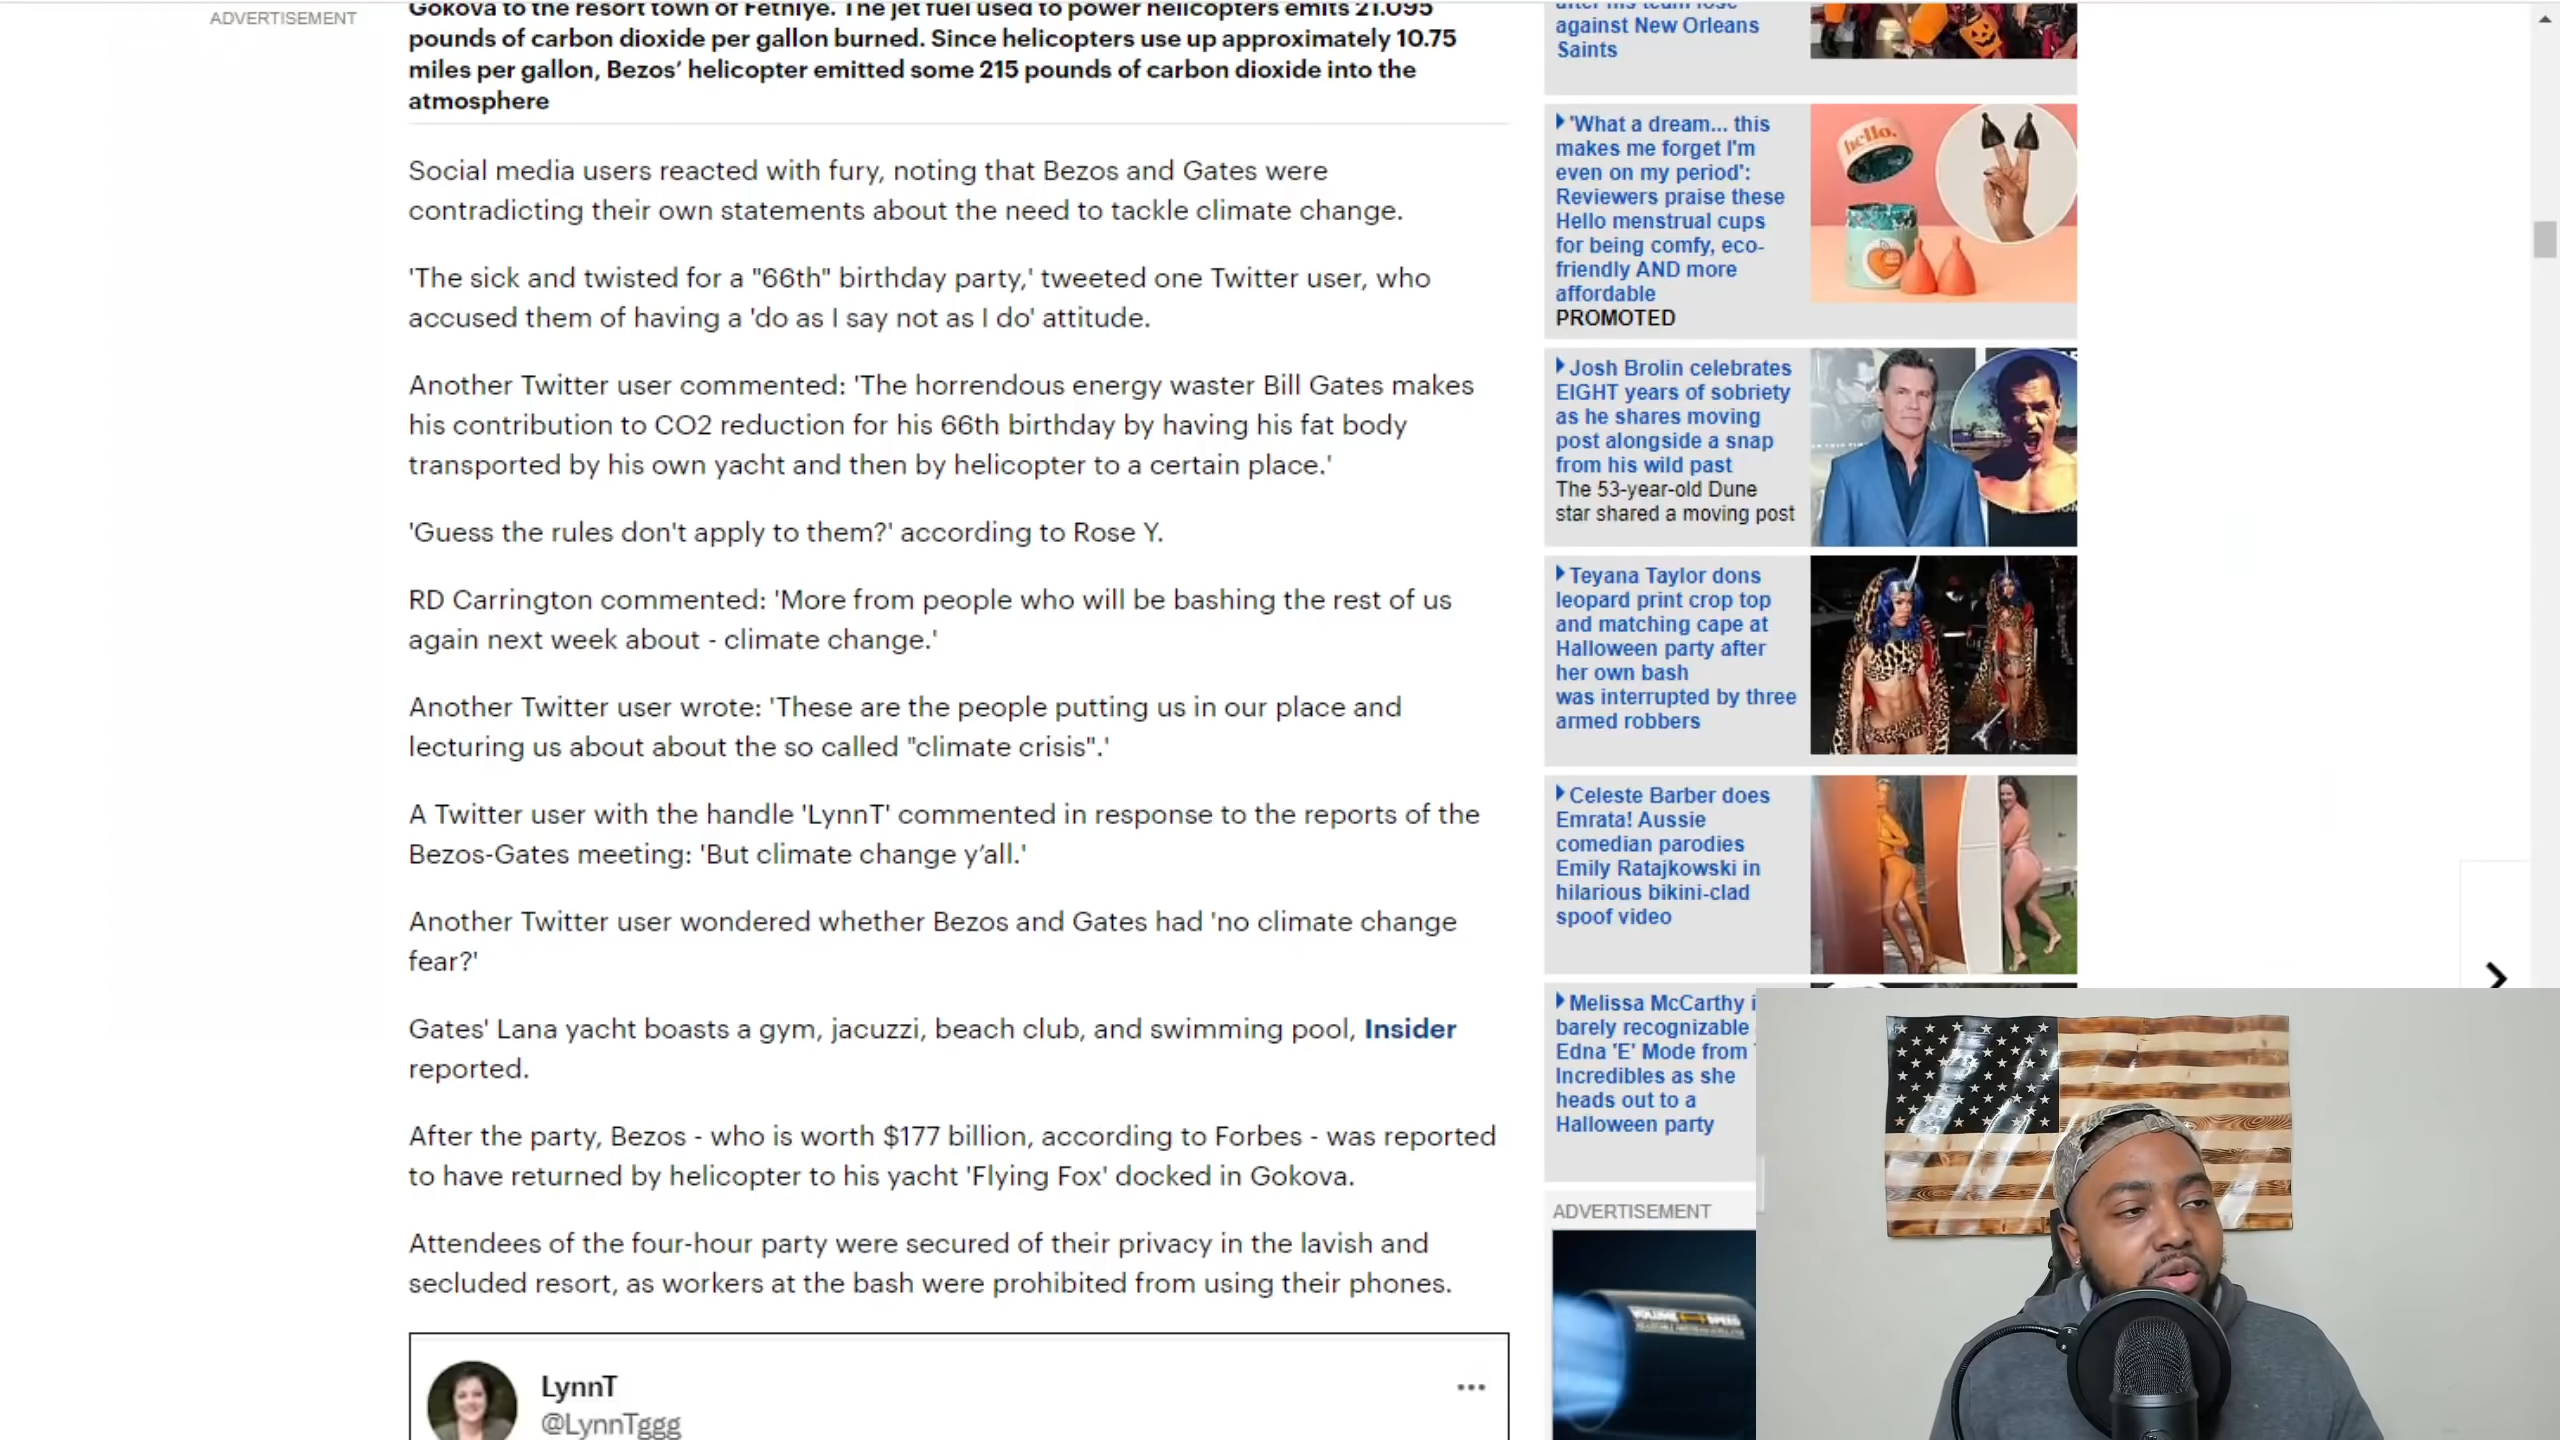 ADVERTISEMENT
Gokova to the resort town of Fethiye. The jet fuel used to power helicopters emits 21.095
pounds of carbon dioxide per gallon burned. Since helicopters use up approximately 10.75
miles per gallon, Bezos’ helicopter emitted some 215 pounds of carbon dioxide into the
atmosphere
Social media users reacted with fury, noting that Bezos and Gates were
contradicting their own statements about the need to tackle climate change.
'The sick and twisted for a "66th" birthday party,' tweeted one Twitter user, who
accused them of having a 'do as I say not as I do' attitude.
Another Twitter user commented: 'The horrendous energy waster Bill Gates makes
his contribution to CO2 reduction for his 66th birthday by having his fat body
transported by his own yacht and then by helicopter to a certain place.'
'Guess the rules don't apply to them?' according to Rose Y.
RD Carrington commented: 'More from people who will be bashing the rest of us
again next week about - climate change.'
Another Twitter user wrote: 'These are the people putting us in our place and
lecturing us about about the so called "climate crisis".'
A Twitter user with the handle 'LynnT' commented in response to the reports of the
Bezos-Gates meeting: 'But climate change y’all.'
Another Twitter user wondered whether Bezos and Gates had 'no climate change
fear?'
Gates' Lana yacht boasts a gym, jacuzzi, beach club, and swimming pool, Insider
reported.
After the party, Bezos - who is worth $177 billion, according to Forbes - was reported
to have returned by helicopter to his yacht 'Flying Fox' docked in Gokova.
Attendees of the four-hour party were secured of their privacy in the lavish and
secluded resort, as workers at the bash were prohibited from using their phones.
LynnT
@LynnTggg
after his team lose
against New Orleans
Saints
'What a dream... this
makes me forget I'm
even on my period':
Reviewers praise these
Hello menstrual cups
for being comfy, eco-
friendly AND more
affordable
PROMOTED
hello.
Josh Brolin celebrates
EIGHT years of sobriety
as he shares moving
post alongside a snap
from his wild past
The 53-year-old Dune
star shared a moving post
Teyana Taylor dons
leopard print crop top
and matching cape at
Halloween party after
her own bash
was interrupted by three
armed robbers
Celeste Barber does
Emrata! Aussie
comedian parodies
Emily Ratajkowski in
hilarious bikini-clad
spoof video
Melissa McCarthy i
barely recognizable
Edna 'E' Mode from
Incredibles as she
heads out to a
Halloween party
ADVERTISEMENT